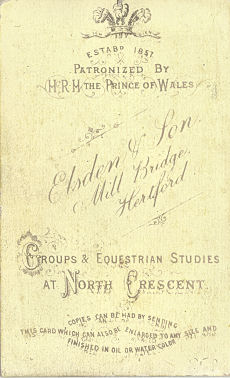 ESTABD 1857
PATRONIZED BY
H.R.H THE PRINCE OF WALES
Elsden & Son
Mill Bridge
Hertford
GROUPS & EQUESTRIAN STUDIES
AT NORTH CRESCENT.
COPIES CAN BE HAD BY SENDING
THIS CARD WHICH CAN ALSO BE ENLARGED TO ANY SIZE AND
FINISHED IN OIL OR WATER COLOR